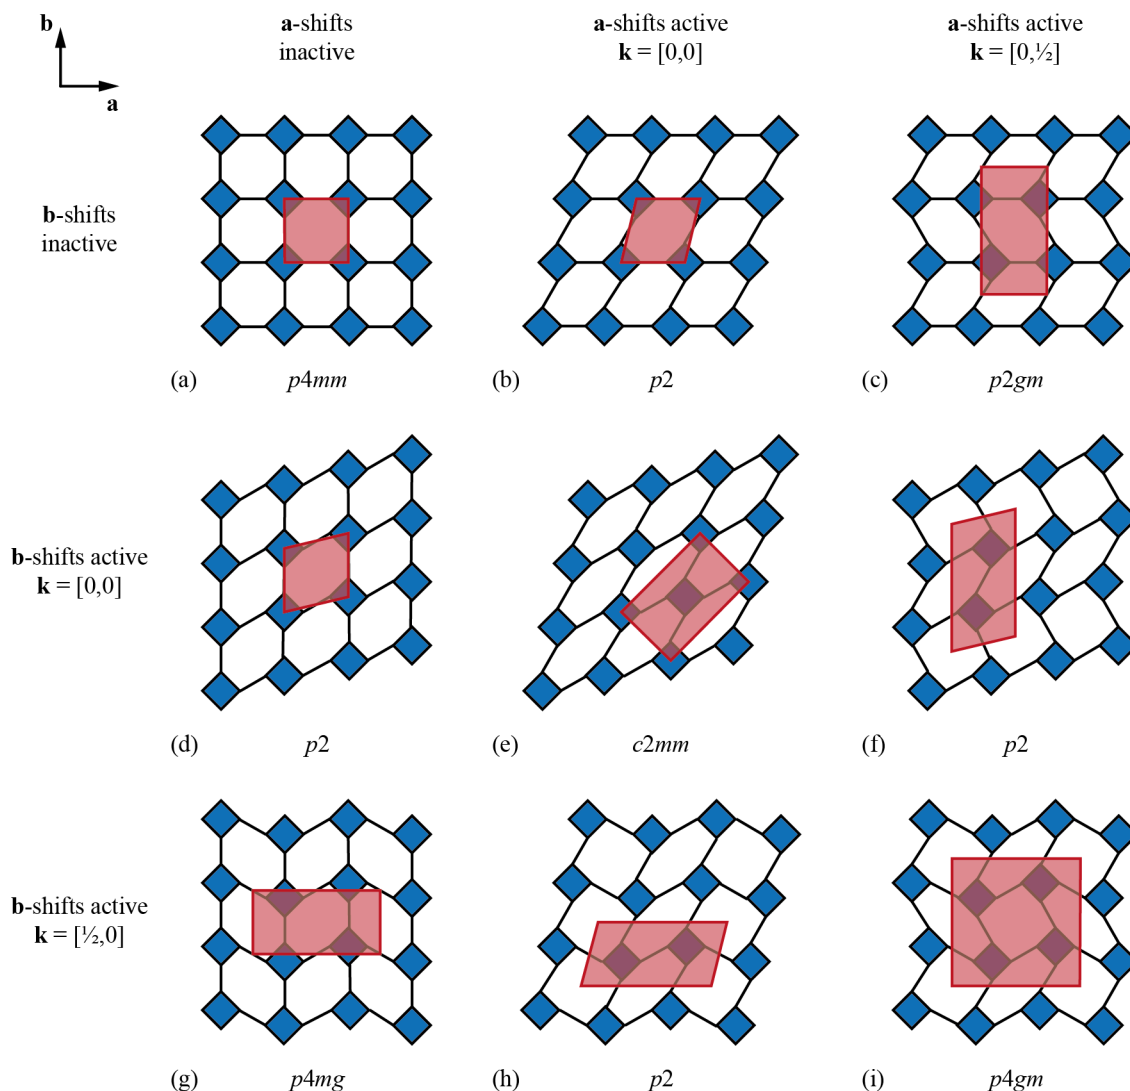 b
a
a-shifts
inactive
a-shifts active
k = [0,0]
a-shifts active
k = [0,½]
b-shifts
inactive
(a) p4mm
(b) p2
(c) p2gm
b-shifts active
k = [0,0]
(d) p2
(e) c2mm
(f) p2
b-shifts active
k = [½,0]
(g) p4mg
(h) p2
(i) p4gm